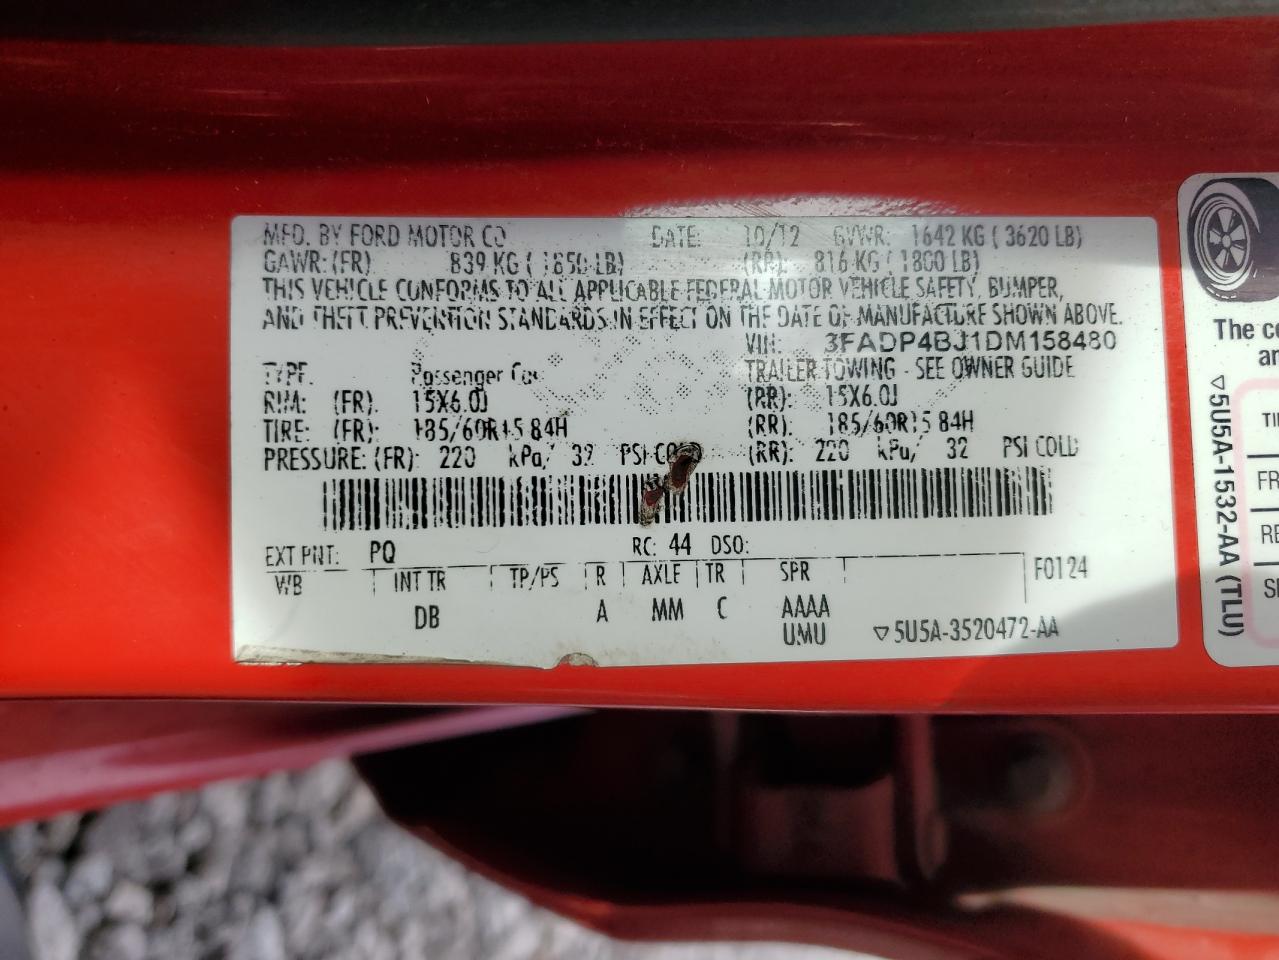 MFD. BY FORD MOTOR CO DATE: 10/12 GVWR: 1642 KG ( 3620 LB)
GAWR: (FR) 839 KG ( 1850 LB) (RR) 816 KG ( 1800 LB)
THIS VEHICLE CONFORMS TO ALL APPLICABLE FEDERAL MOTOR VEHICLE SAFETY, BUMPER,
AND THEFT PREVENTION STANDARDS IN EFFECT ON THE DATE OF MANUFACTURE SHOWN ABOVE.
VIN: 3FADP4BJ1DM158480
TYPE: Passenger Car TRAILER TOWING - SEE OWNER GUIDE
RIM: (FR): 15X6.0J (RR): 15X6.0J
TIRE: (FR): 185/60R15 84H (RR): 185/60R15 84H
PRESSURE: (FR): 220 kPa/ 32 PSI COLD (RR): 220 kPa/ 32 PSI COLD
EXT PNT: PQ RC: 44 DSO:
WB INT TR TP/PS R AXLE TR SPR F0124
DB A MM C AAAA
UMU ▽5U5A-3520472-AA
▽5U5A-1532-AA (TLU)
The